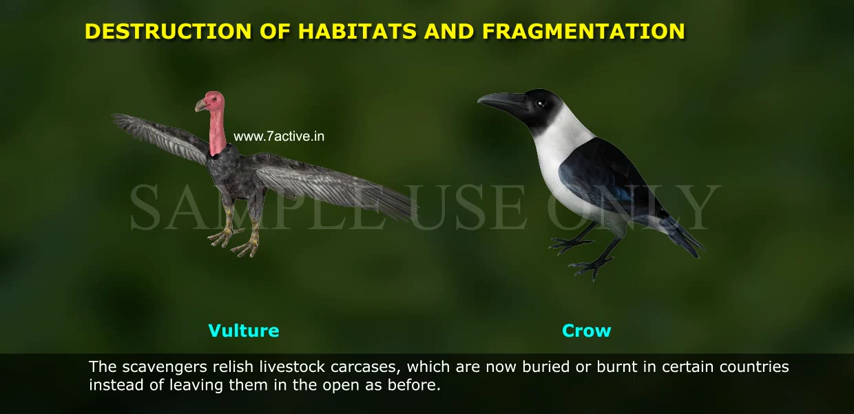 DESTRUCTION OF HABITATS AND FRAGMENTATION
www.7active.in
SAMPLE USE ONLY
Vulture
Crow
The scavengers relish livestock carcases, which are now buried or burnt in certain countries
instead of leaving them in the open as before.